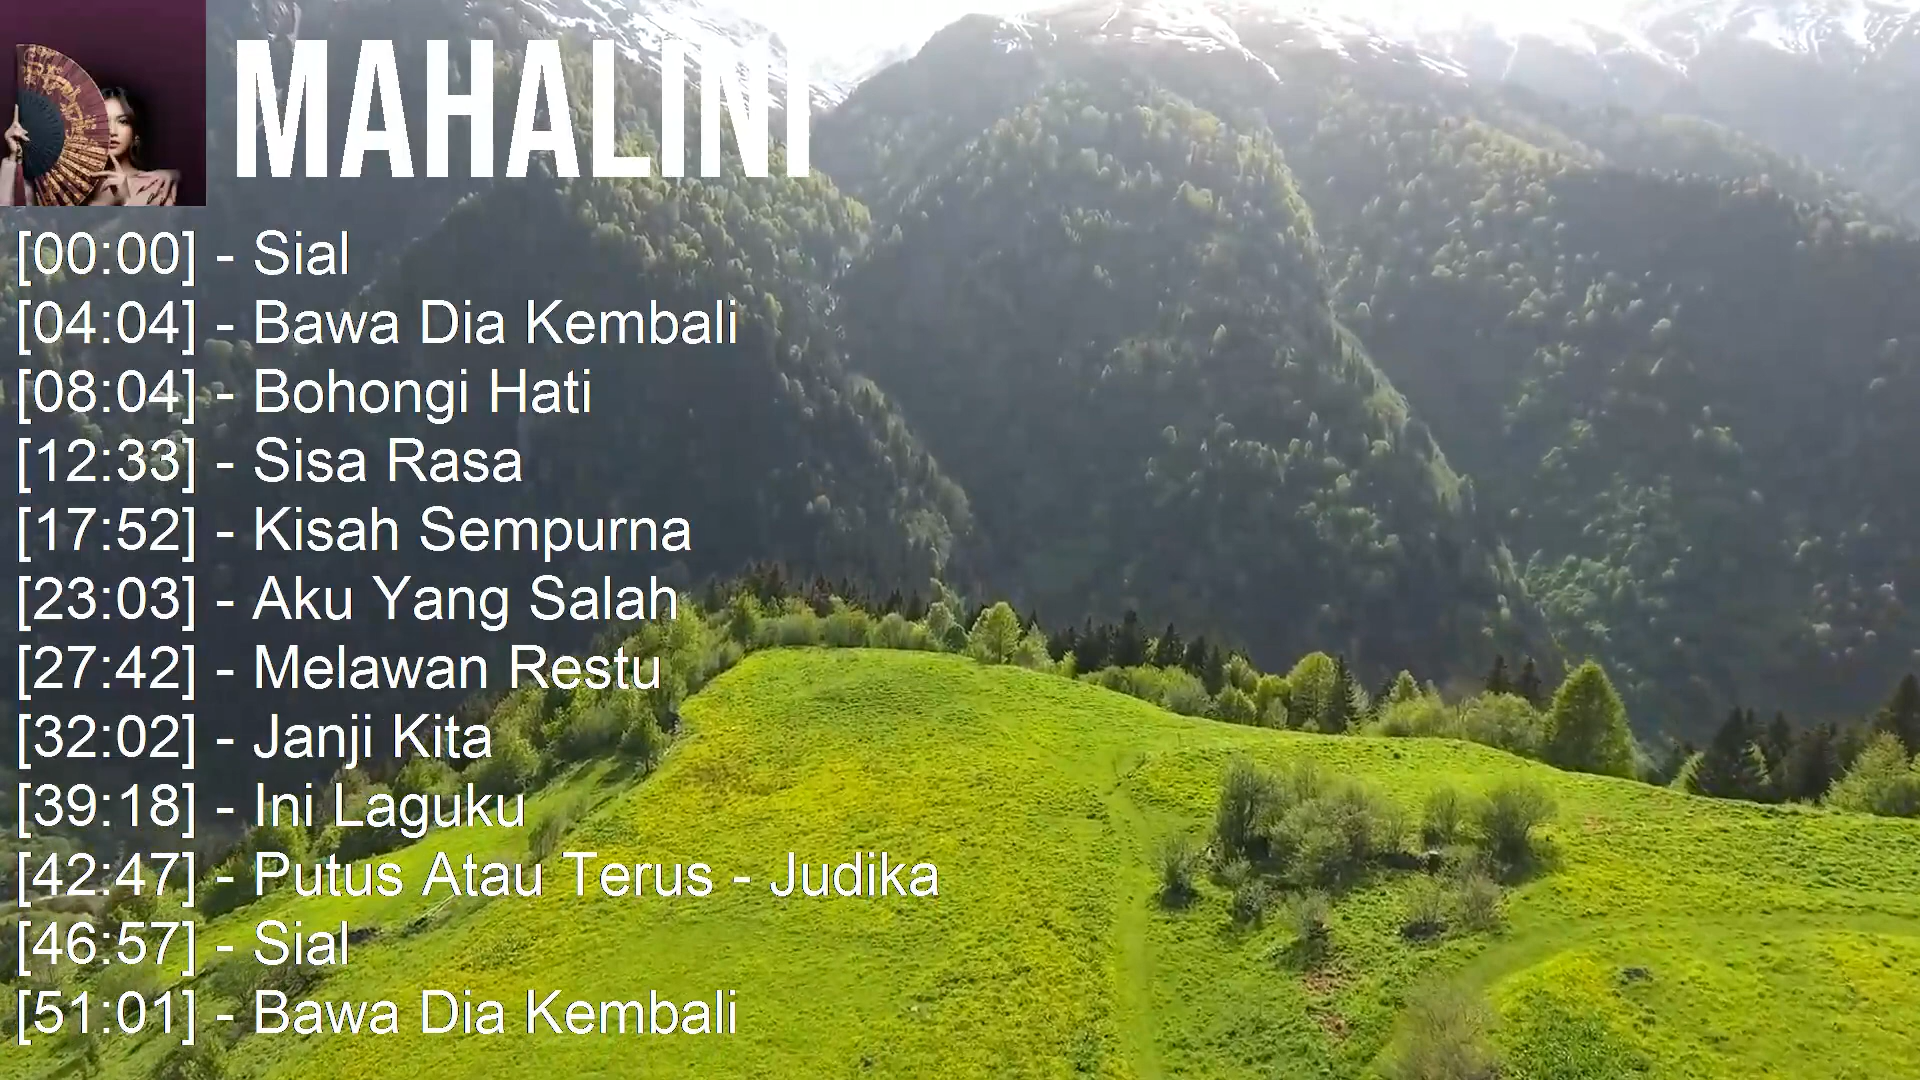 MAHALINI
[00:00] - Sial
[04:04] - Bawa Dia Kembali
[08:04] - Bohongi Hati
[12:33] - Sisa Rasa
[17:52] - Kisah Sempurna
[23:03] - Aku Yang Salah
[27:42] - Melawan Restu
[32:02] - Janji Kita
[39:18] - Ini Laguku
[42:47] - Putus Atau Terus - Judika
[46:57] - Sial
[51:01] - Bawa Dia Kembali